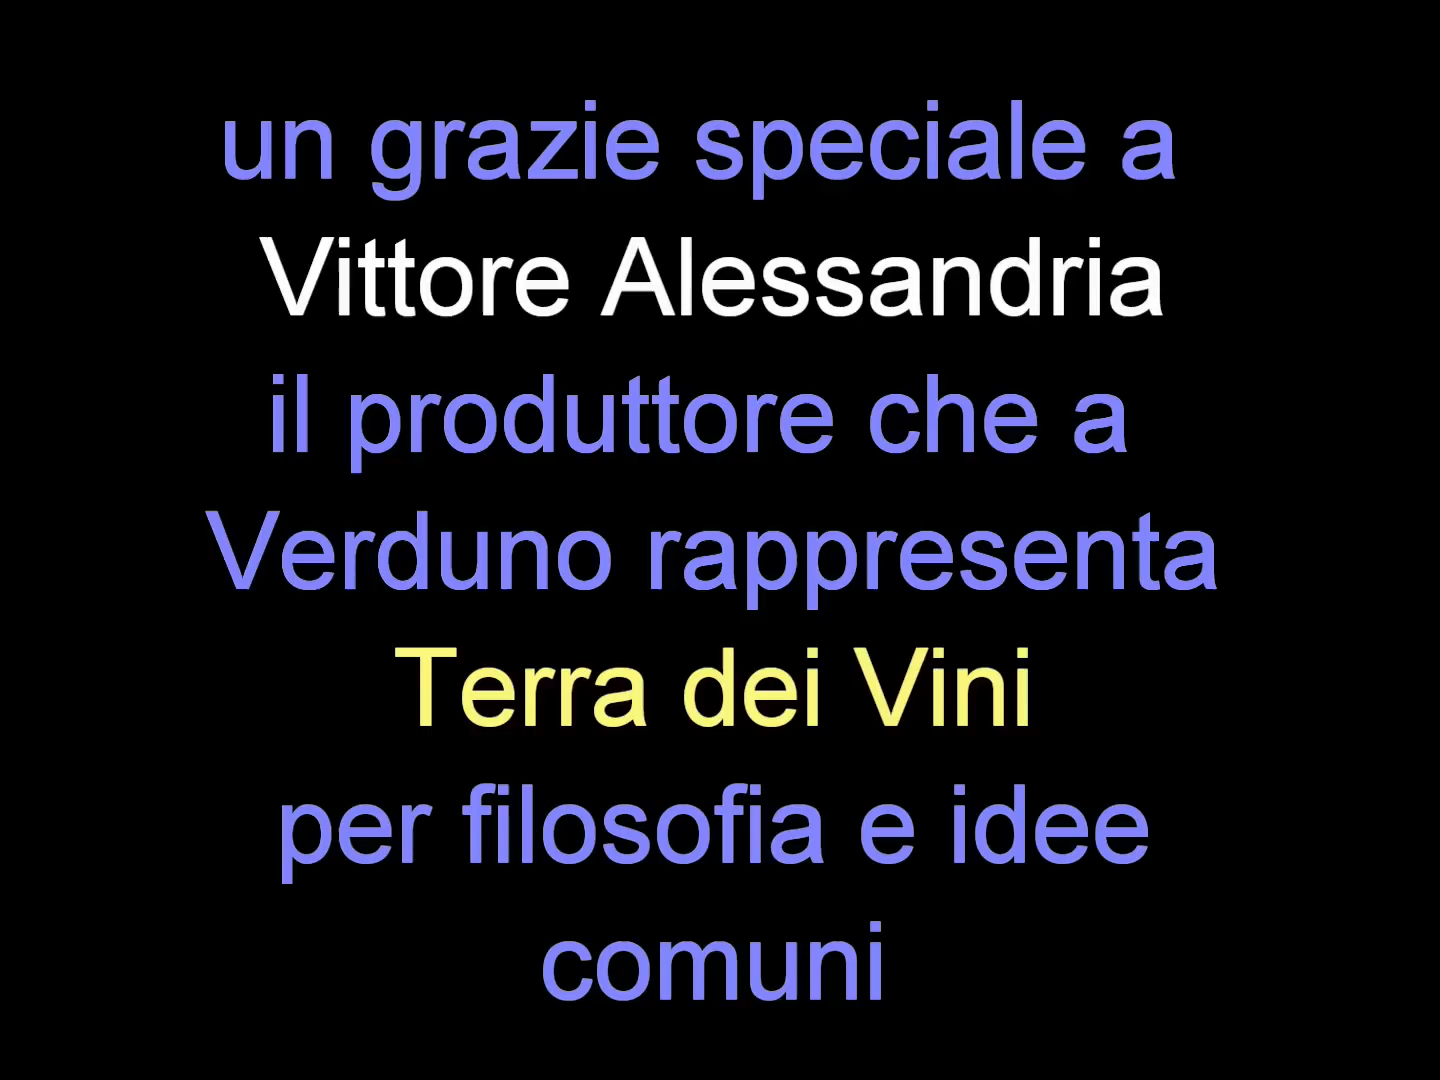 un grazie speciale a
Vittore Alessandria
il produttore che a
Verduno rappresenta
Terra dei Vini
per filosofia e idee
comuni